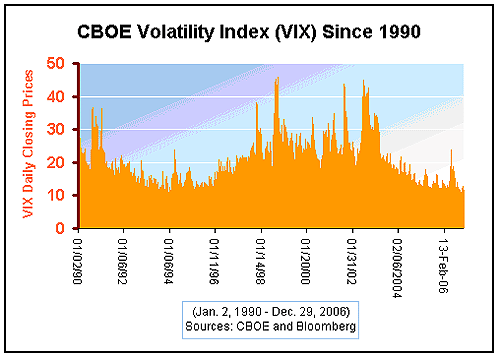 CBOE Volatility Index (VIX) Since 1990
VIX Daily Closing Prices
50
40
30
20
10
0
01/02/90
01/06/92
01/06/94
01/11/96
01/14/98
01/20/00
01/31/02
02/06/2004
13-Feb-06
(Jan. 2, 1990 - Dec. 29, 2006)
Sources: CBOE and Bloomberg